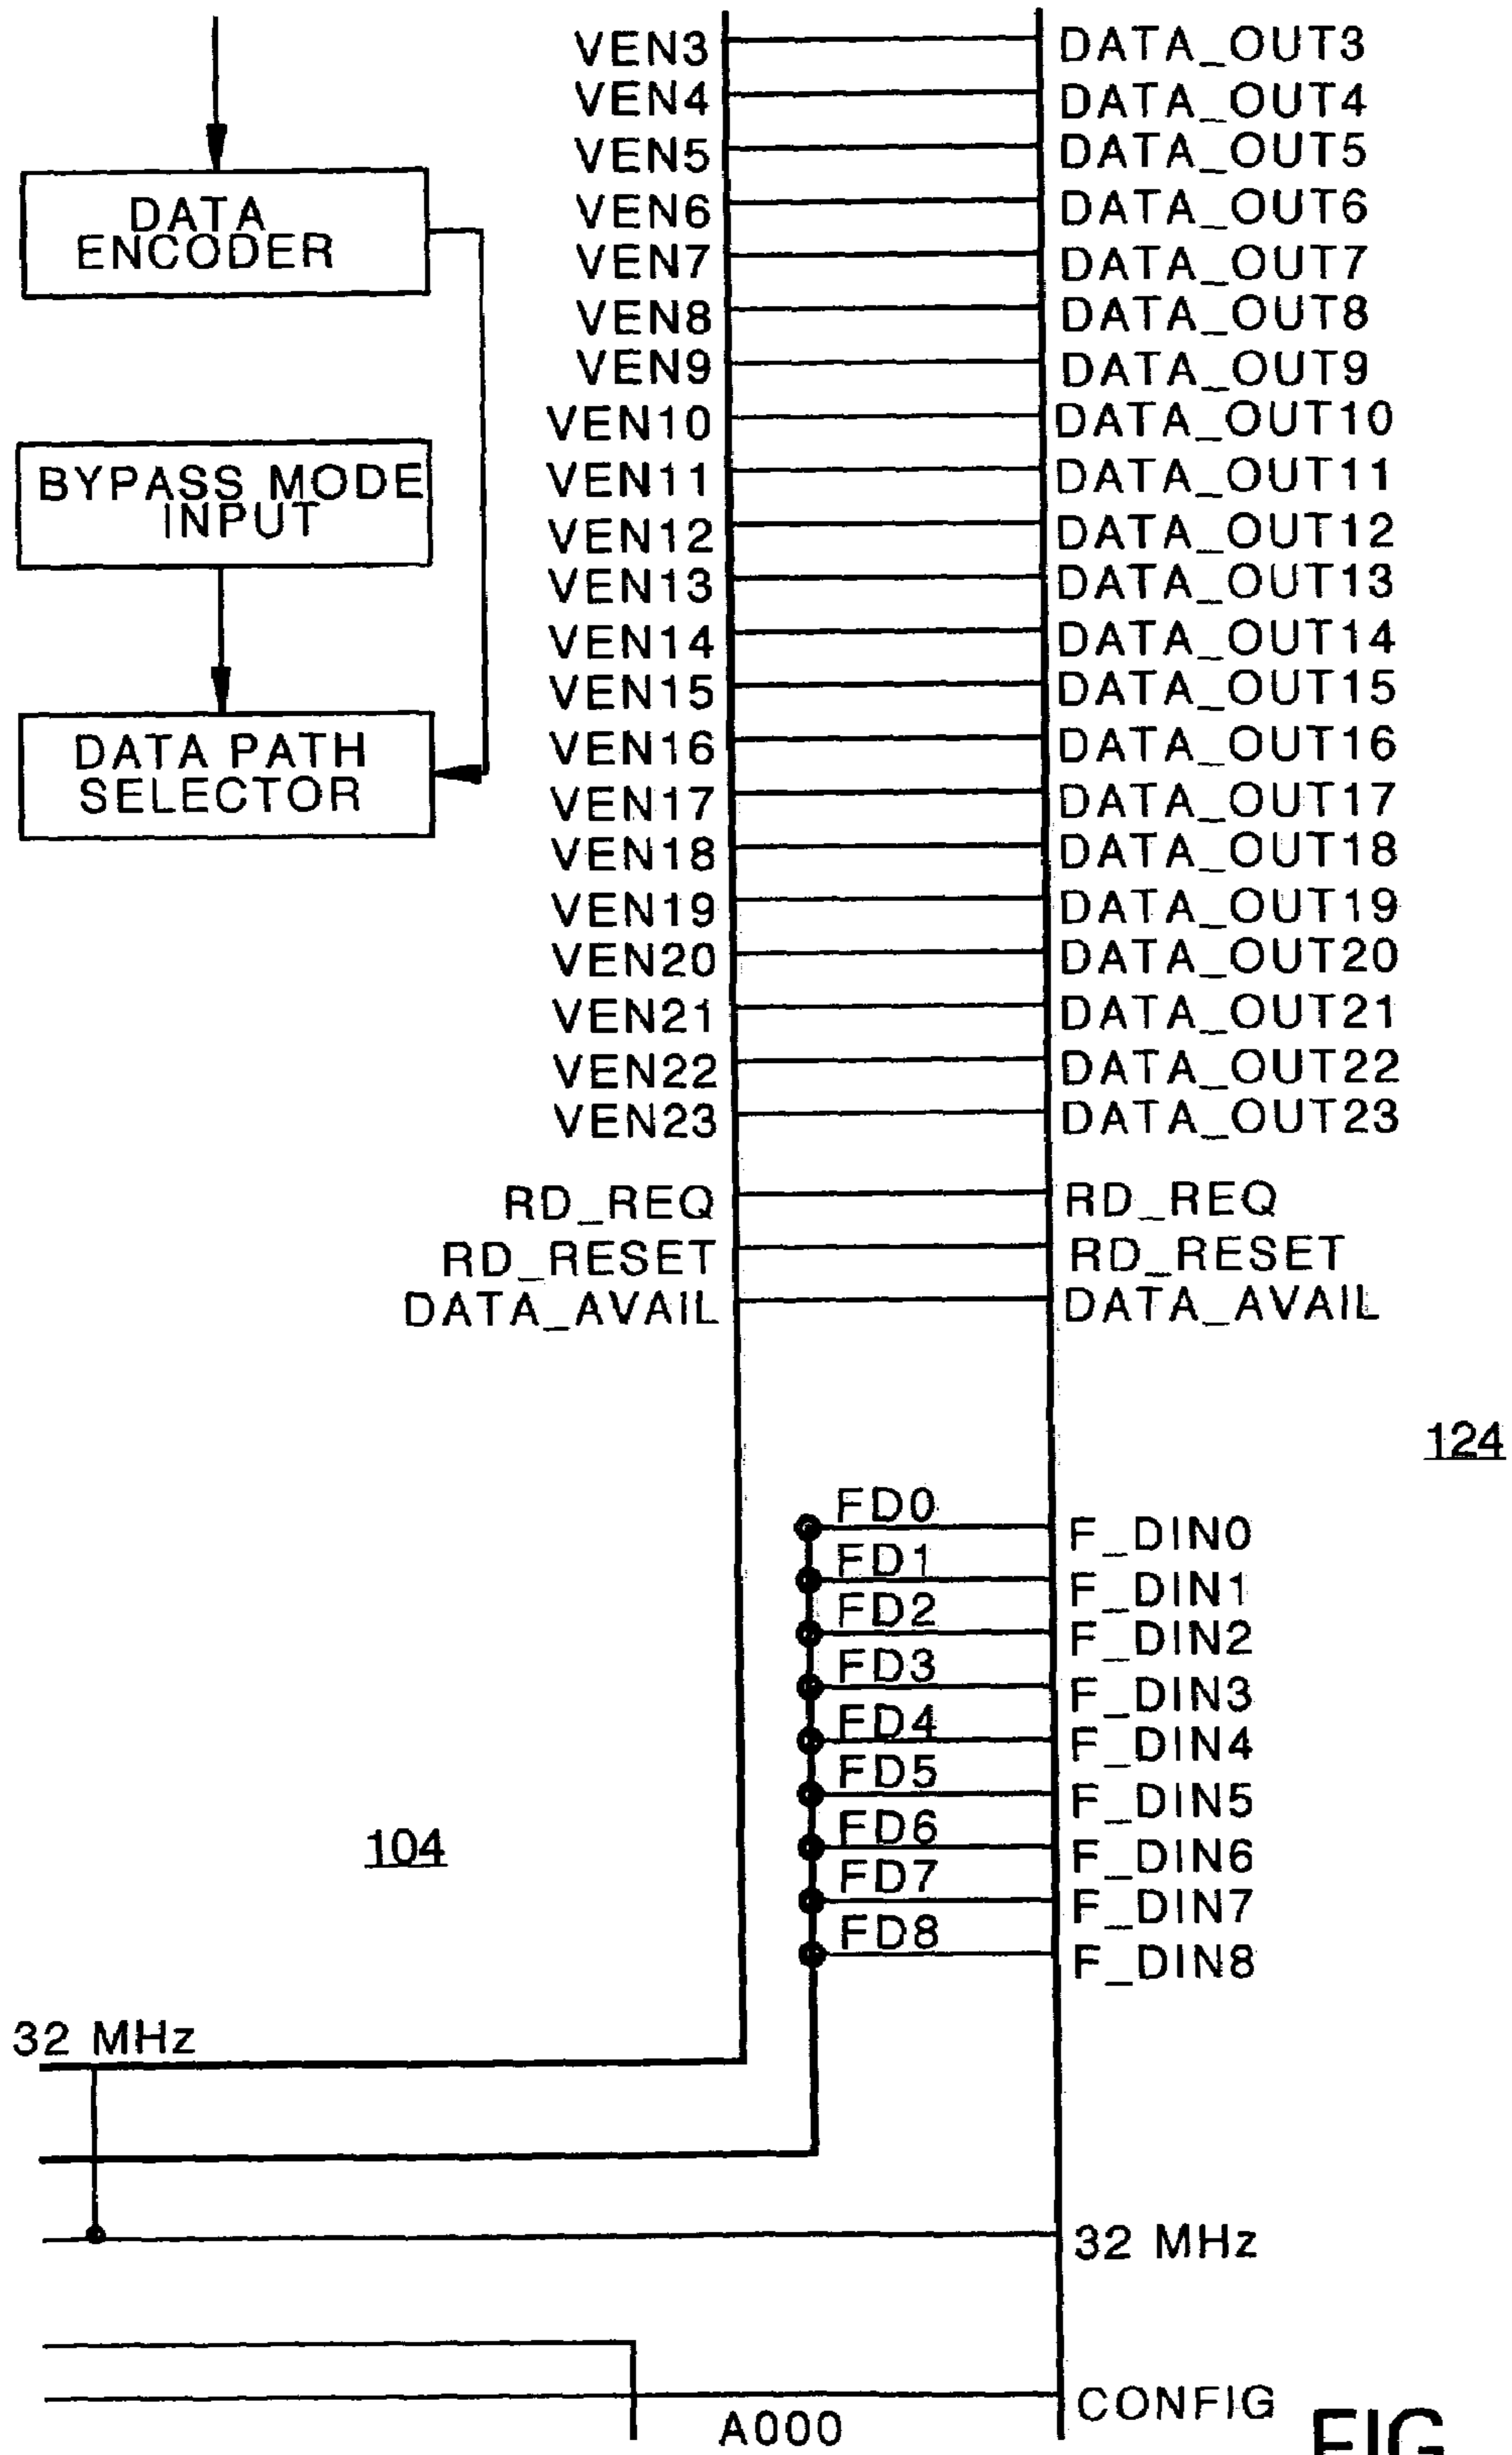 DATA
ENCODER
BYPASS MODE
INPUT
DATA PATH
SELECTOR
VEN3 DATA_OUT3
VEN4 DATA_OUT4
VEN5 DATA_OUT5
VEN6 DATA_OUT6
VEN7 DATA_OUT7
VEN8 DATA_OUT8
VEN9 DATA_OUT9
VEN10 DATA_OUT10
VEN11 DATA_OUT11
VEN12 DATA_OUT12
VEN13 DATA_OUT13
VEN14 DATA_OUT14
VEN15 DATA_OUT15
VEN16 DATA_OUT16
VEN17 DATA_OUT17
VEN18 DATA_OUT18
VEN19 DATA_OUT19
VEN20 DATA_OUT20
VEN21 DATA_OUT21
VEN22 DATA_OUT22
VEN23 DATA_OUT23
RD_REQ RD_REQ
RD_RESET RD_RESET
DATA_AVAIL DATA_AVAIL
124
FD0 F_DIN0
FD1 F_DIN1
FD2 F_DIN2
FD3 F_DIN3
FD4 F_DIN4
FD5 F_DIN5
FD6 F_DIN6
FD7 F_DIN7
FD8 F_DIN8
104
32 MHz
32 MHz
CONFIG
A000
FIG